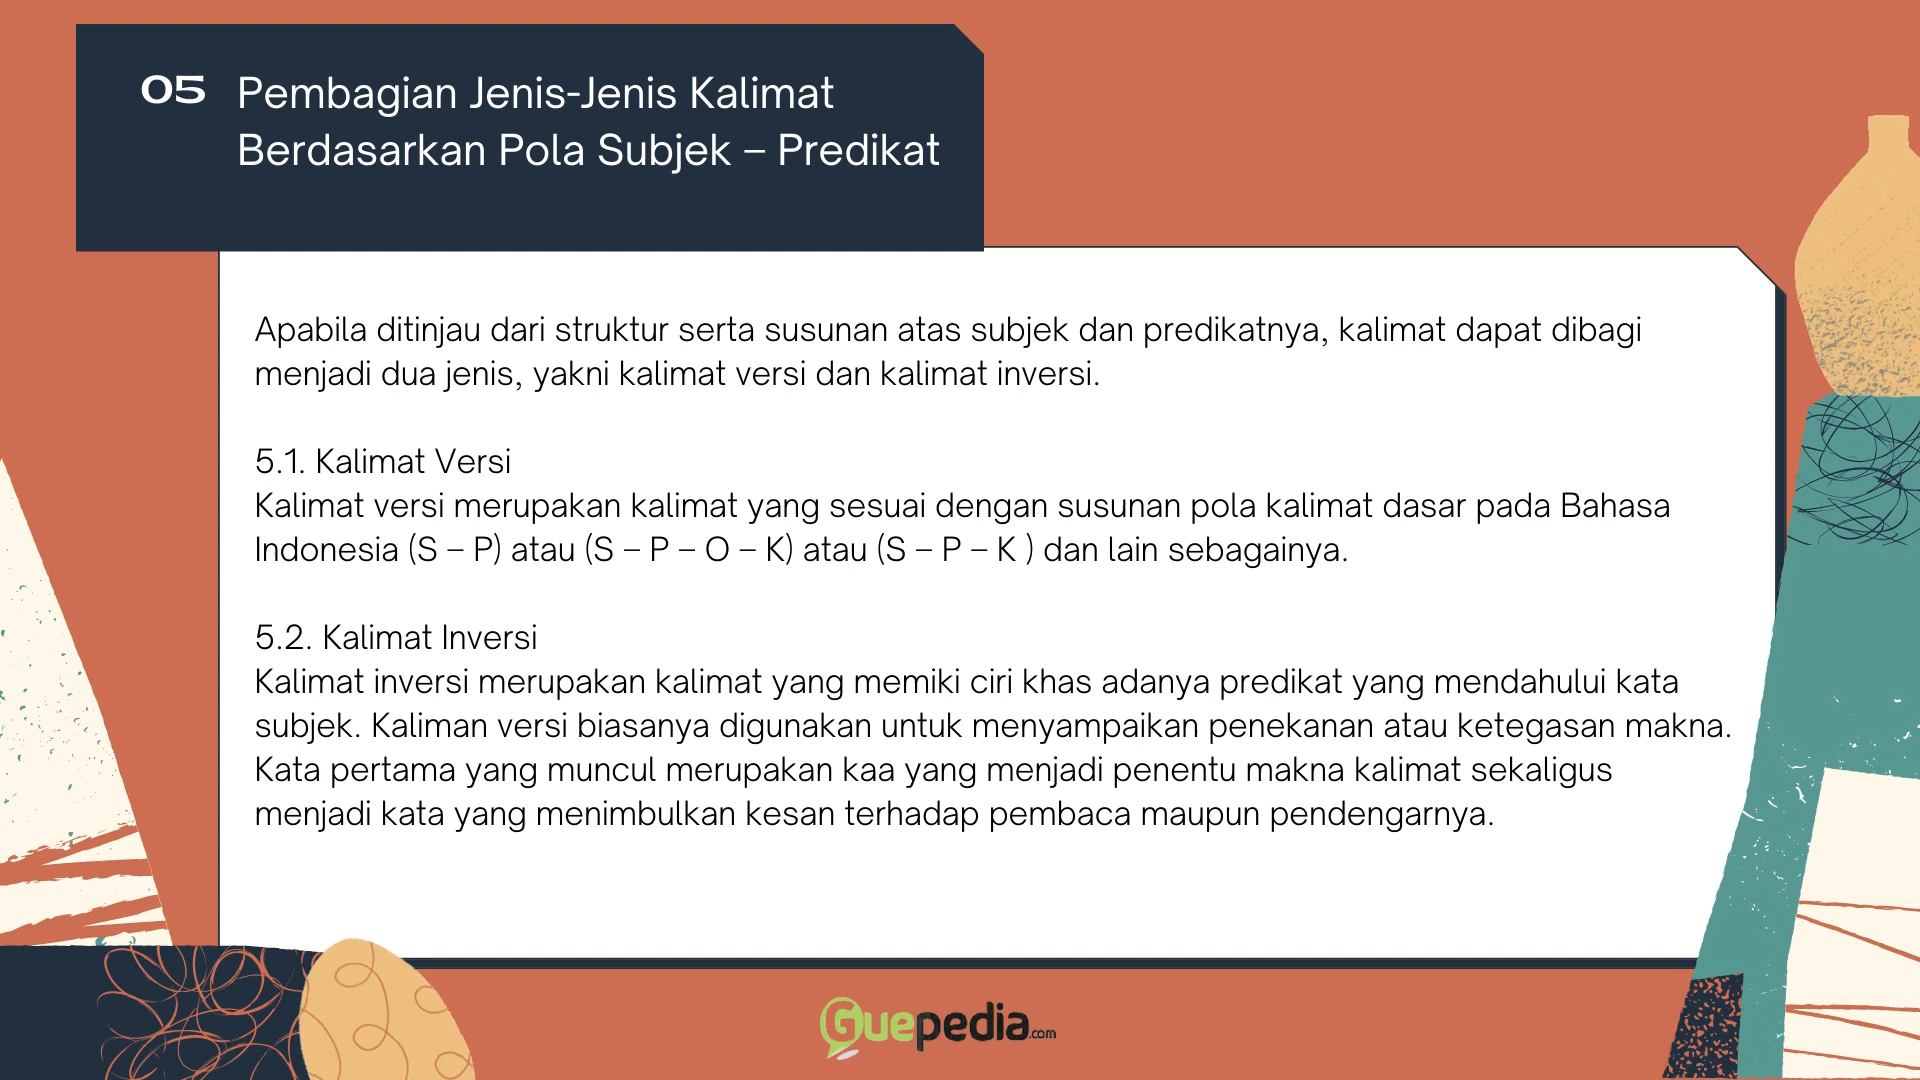 05 Pembagian Jenis-Jenis Kalimat
Berdasarkan Pola Subjek – Predikat
Apabila ditinjau dari struktur serta susunan atas subjek dan predikatnya, kalimat dapat dibagi
menjadi dua jenis, yakni kalimat versi dan kalimat inversi.
5.1. Kalimat Versi
Kalimat versi merupakan kalimat yang sesuai dengan susunan pola kalimat dasar pada Bahasa
Indonesia (S – P) atau (S – P – O – K) atau (S – P – K ) dan lain sebagainya.
5.2. Kalimat Inversi
Kalimat inversi merupakan kalimat yang memiki ciri khas adanya predikat yang mendahului kata
subjek. Kaliman versi biasanya digunakan untuk menyampaikan penekanan atau ketegasan makna.
Kata pertama yang muncul merupakan kaa yang menjadi penentu makna kalimat sekaligus
menjadi kata yang menimbulkan kesan terhadap pembaca maupun pendengarnya.
Guepedia.com